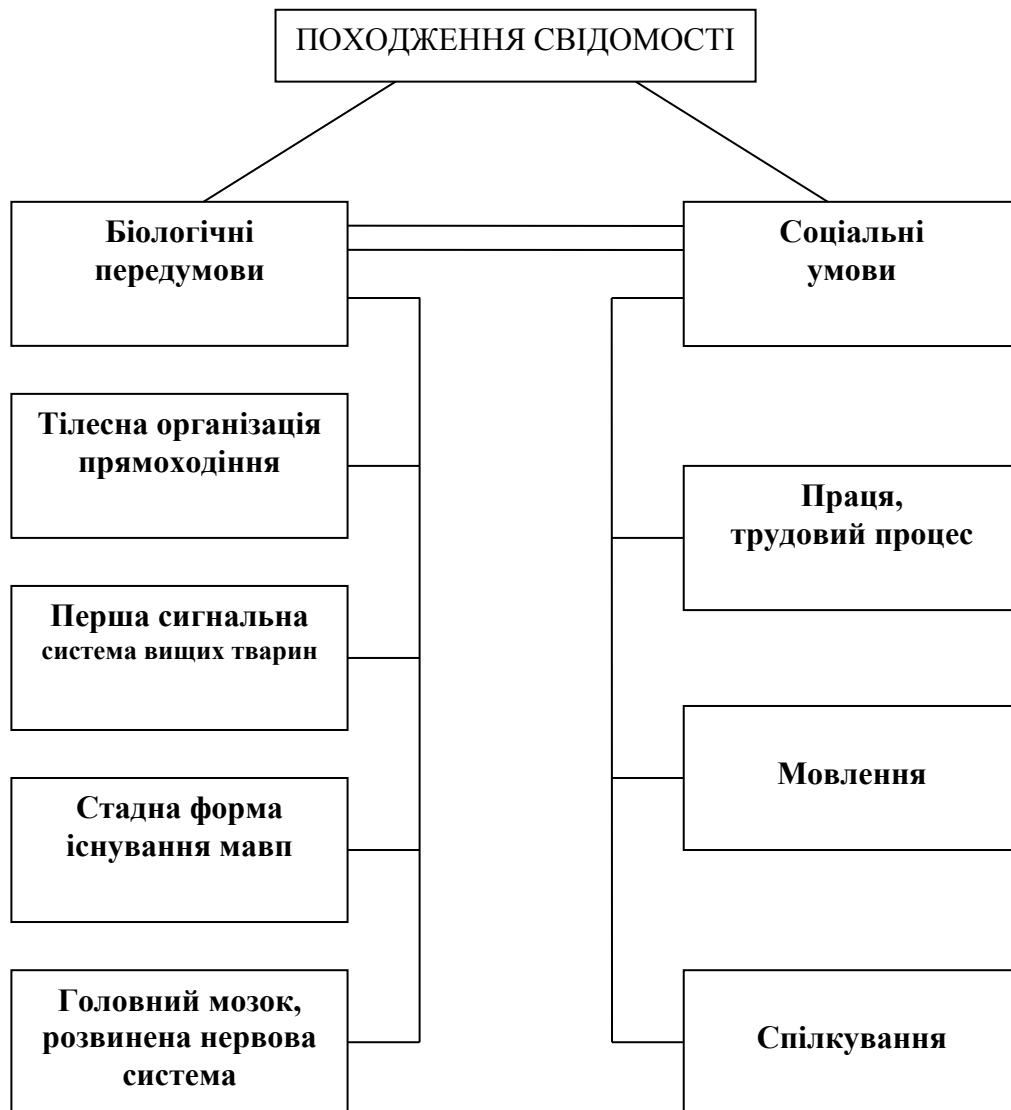 ПОХОДЖЕННЯ СВІДОМОСТІ
Біологічні
передумови
Соціальні
умови
Тілесна організація
прямоходіння
Праця,
трудовий процес
Перша сигнальна
система вищих тварин
Мовлення
Стадна форма
існування мавп
Головний мозок,
розвинена нервова
система
Спілкування